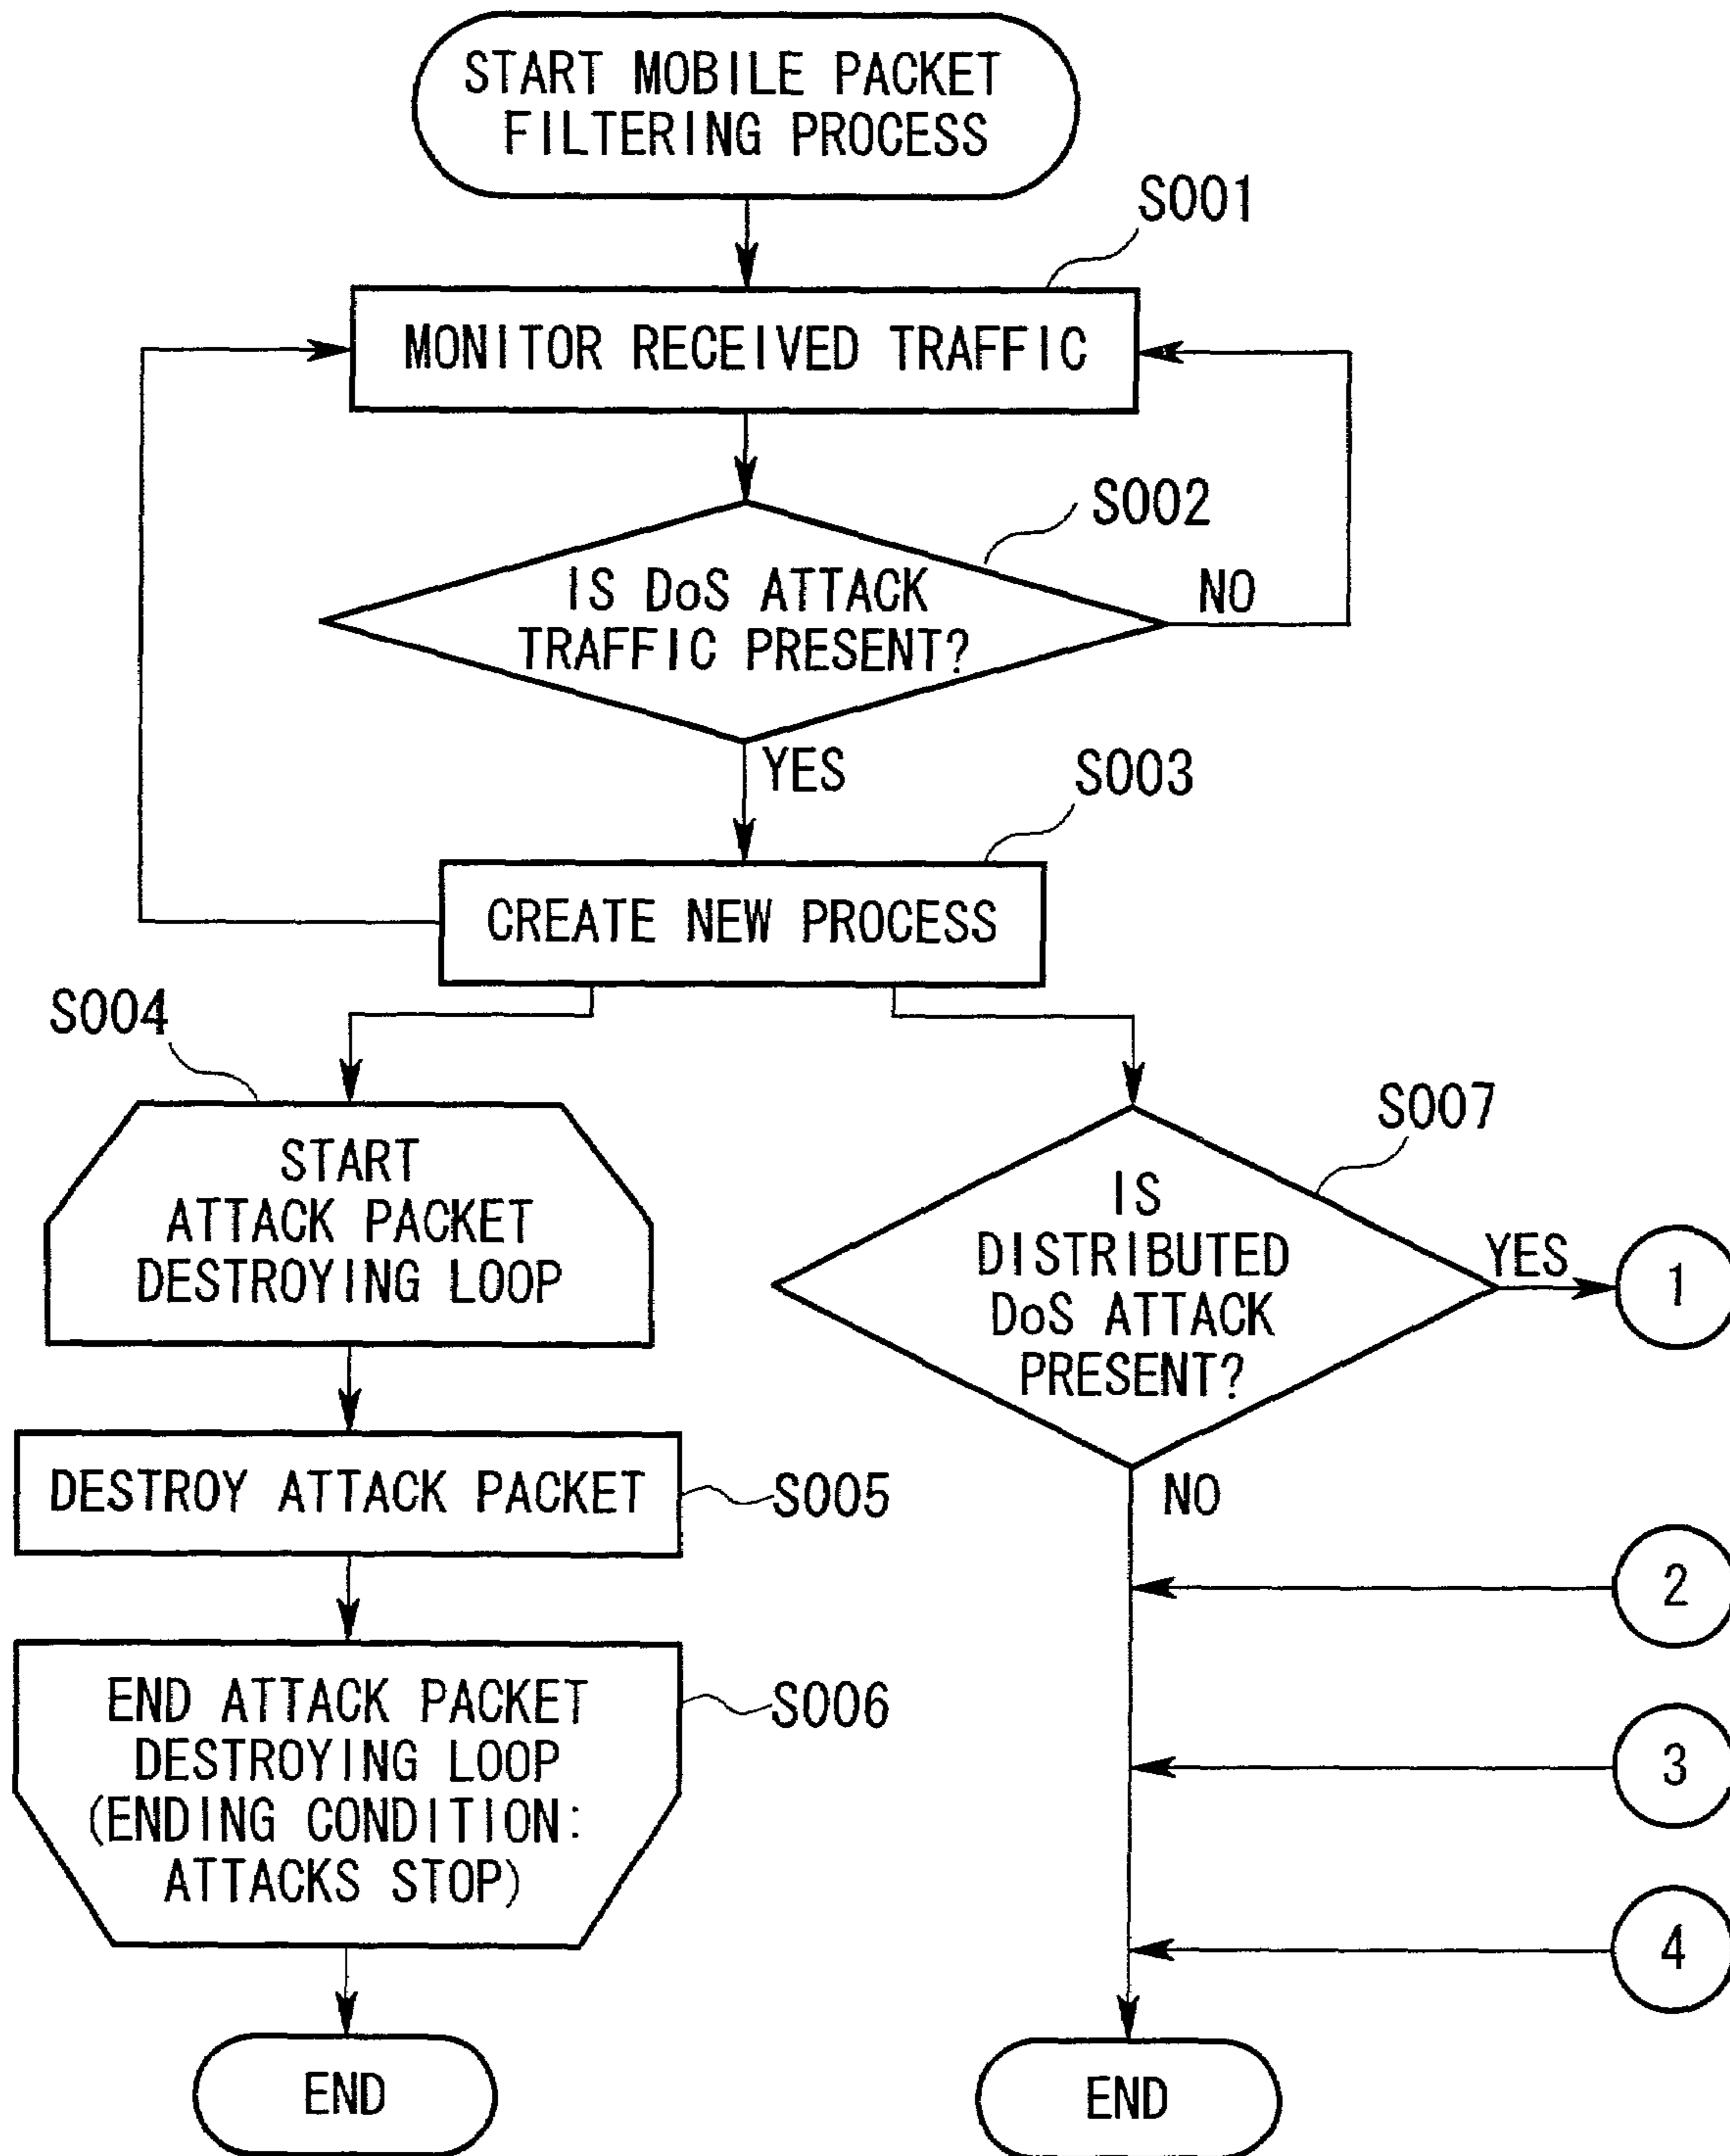 START MOBILE PACKET
FILTERING PROCESS
S001
MONITOR RECEIVED TRAFFIC
S002
IS DoS ATTACK
TRAFFIC PRESENT?
NO
YES
S003
CREATE NEW PROCESS
S004
START
ATTACK PACKET
DESTROYING LOOP
S007
IS
DISTRIBUTED
DoS ATTACK
PRESENT?
YES
1
DESTROY ATTACK PACKET
S005
NO
2
END ATTACK PACKET
DESTROYING LOOP
(ENDING CONDITION:
ATTACKS STOP)
S006
3
4
END
END